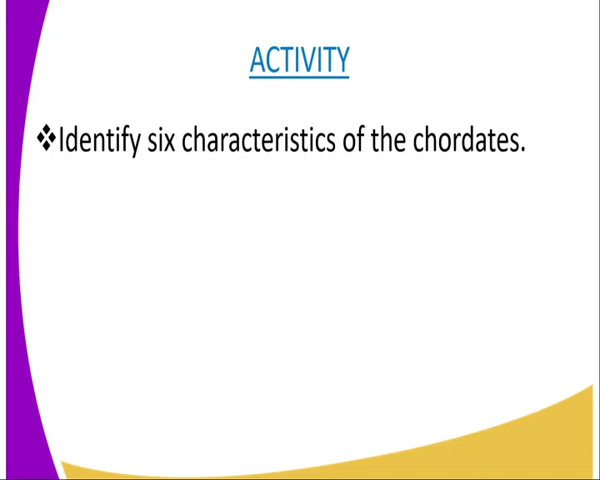 ACTIVITY
❖Identify six characteristics of the chordates.